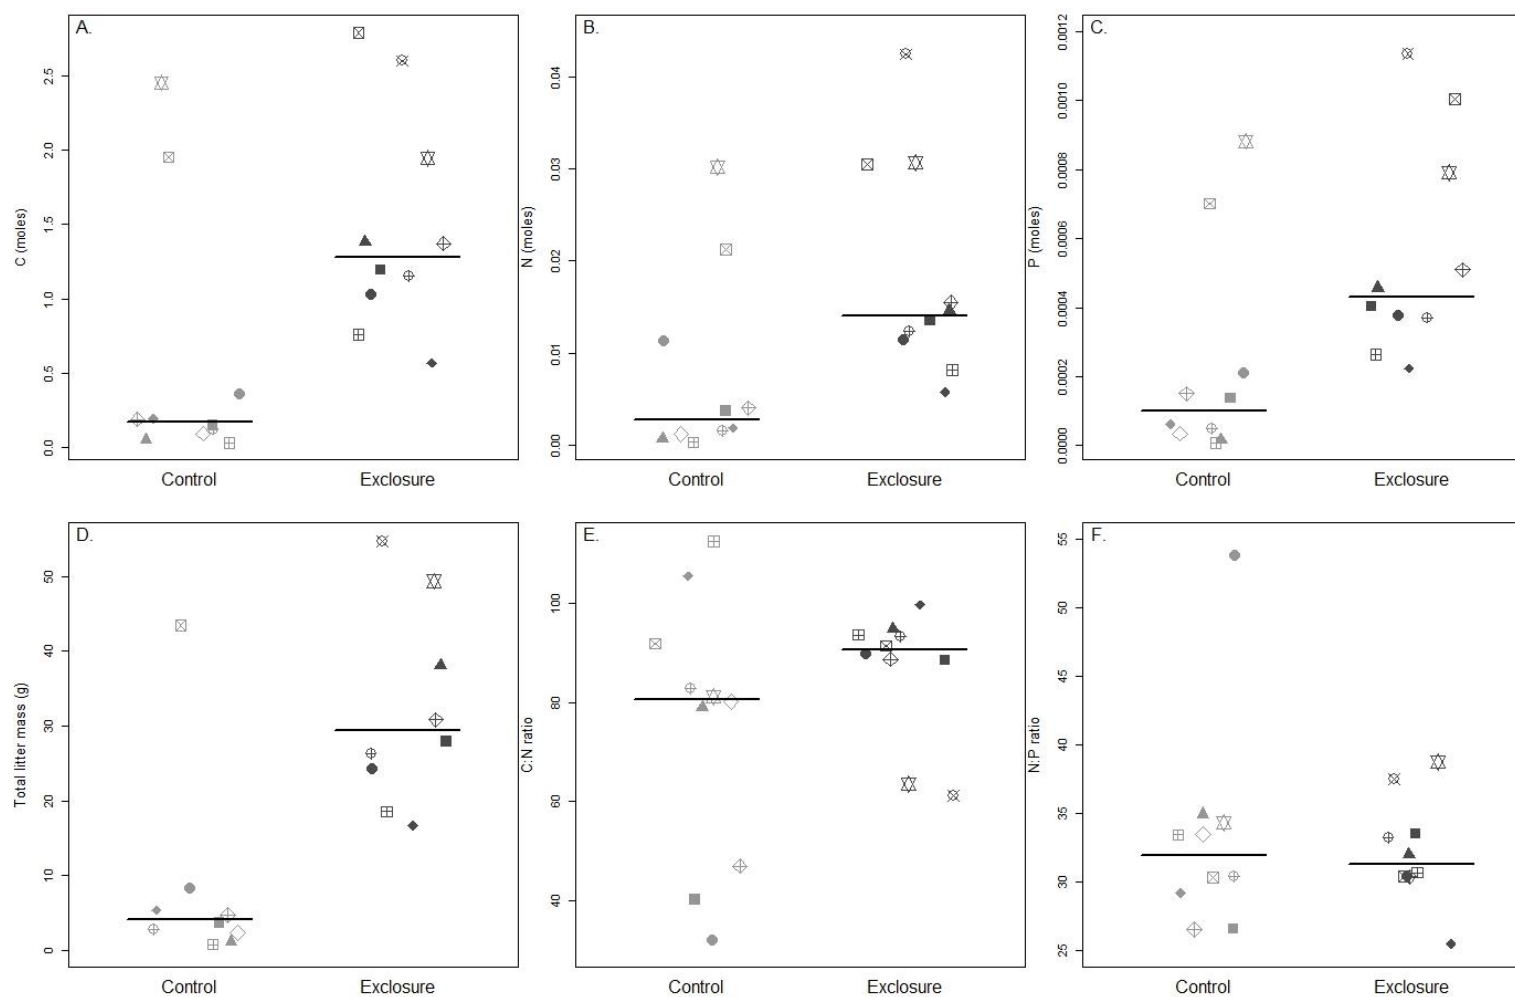 A.
C (moles)
0.0 0.5 1.0 1.5 2.0 2.5
Control Exclosure
B.
N (moles)
0.00 0.01 0.02 0.03 0.04
Control Exclosure
C.
P (moles)
0.0000 0.0002 0.0004 0.0006 0.0008 0.0010 0.0012
Control Exclosure
D.
Total litter mass (g)
0 10 20 30 40 50
Control Exclosure
E.
C:N ratio
40 60 80 100
Control Exclosure
F.
N:P ratio
25 30 35 40 45 50 55
Control Exclosure